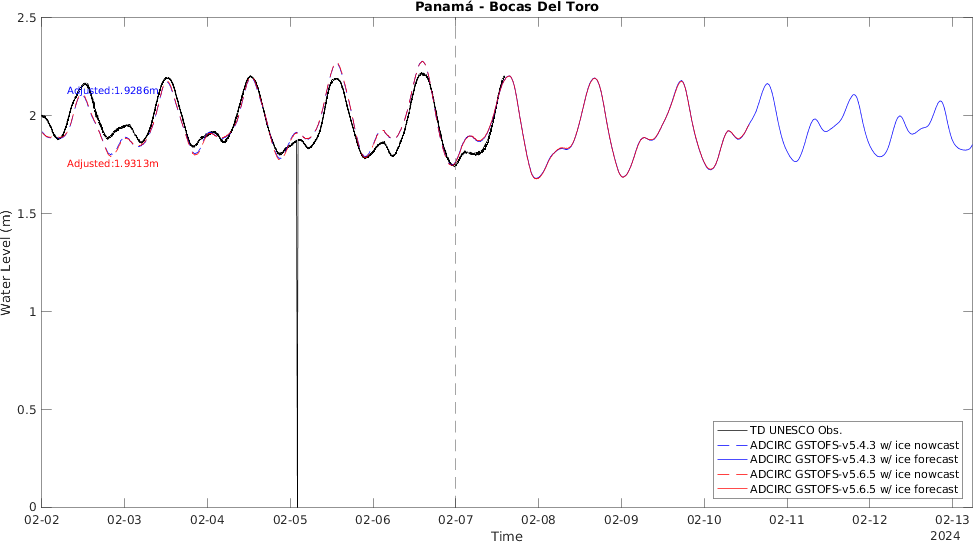 Panamá - Bocas Del Toro
2.5
2
1.5
1
0.5
0
Water Level (m)
Adjusted:1.9286m
Adjusted:1.9313m
TD UNESCO Obs.
ADCIRC GSTOFS-v5.4.3 w/ ice nowcast
ADCIRC GSTOFS-v5.4.3 w/ ice forecast
ADCIRC GSTOFS-v5.6.5 w/ ice nowcast
ADCIRC GSTOFS-v5.6.5 w/ ice forecast
02-02 02-03 02-04 02-05 02-06 02-07 02-08 02-09 02-10 02-11 02-12 02-13
Time
2024